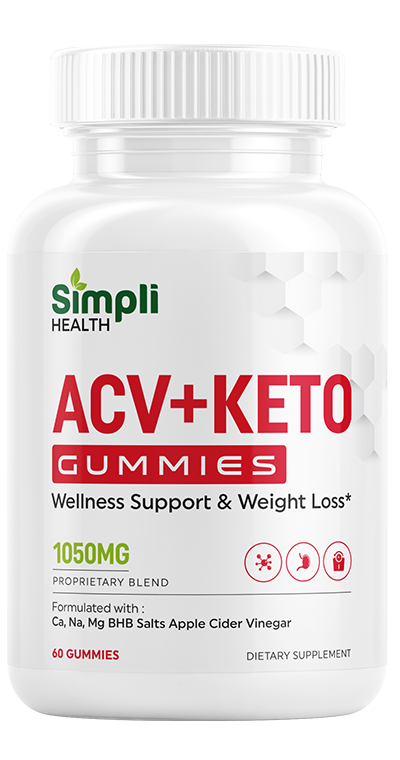 Simpli
HEALTH
ACV+KETO
GUMMIES
Wellness Support & Weight Loss*
1050MG
PROPRIETARY BLEND
Formulated with :
Ca, Na, Mg BHB Salts Apple Cider Vinegar
60 GUMMIES
DIETARY SUPPLEMENT